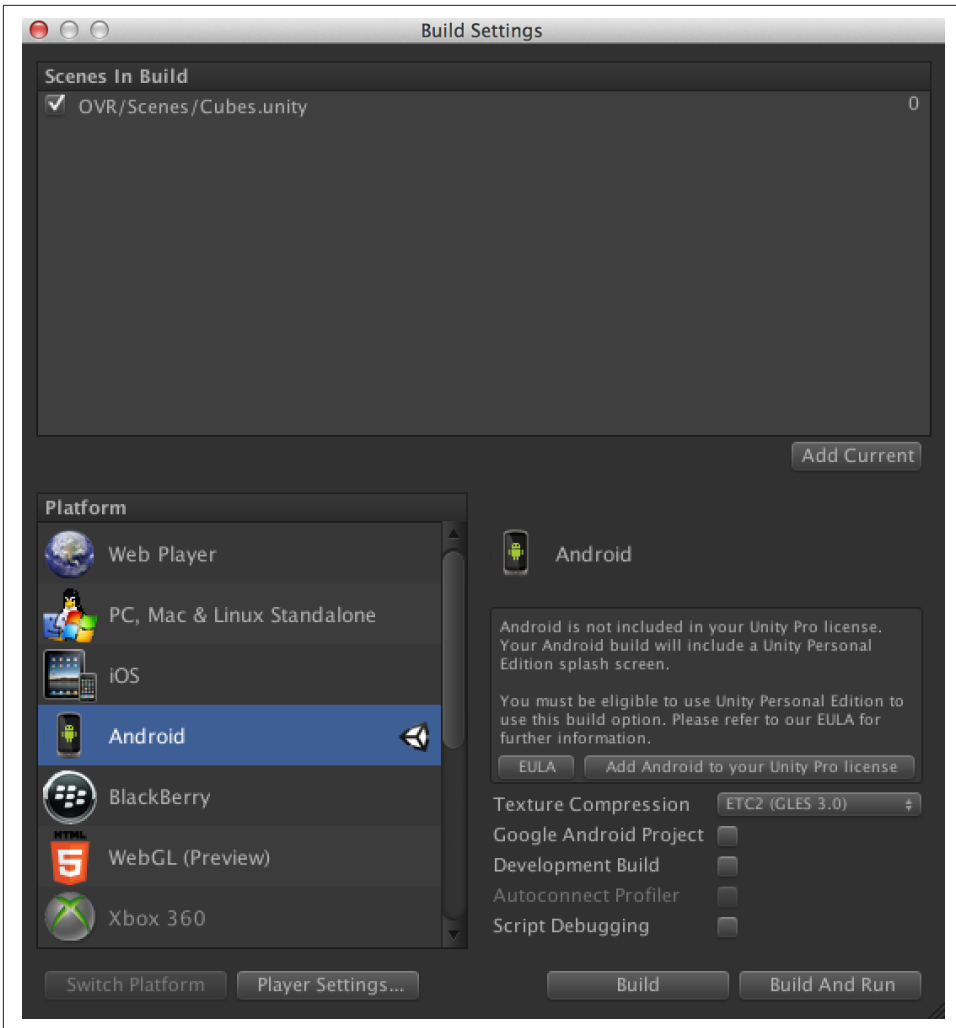 Build Settings
Scenes In Build
OVR/Scenes/Cubes.unity 0
Add Current
Platform
Web Player
PC, Mac & Linux Standalone
iOS
Android
BlackBerry
HTML
5
WebGL (Preview)
Xbox 360
Android
Android is not included in your Unity Pro license.
Your Android build will include a Unity Personal
Edition splash screen.
You must be eligible to use Unity Personal Edition to
use this build option. Please refer to our EULA for
further information.
EULA Add Android to your Unity Pro license
Texture Compression ETC2 (GLES 3.0)
Google Android Project
Development Build
Autoconnect Profiler
Script Debugging
Switch Platform Player Settings... Build Build And Run